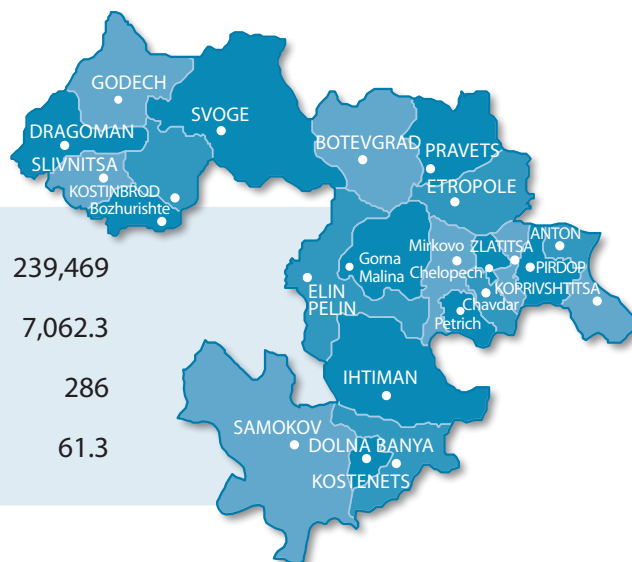 GODECH
SVOGE
DRAGOMAN
SLIVNITSA
KOSTINBROD
Bozhurishte
BOTEVGRAD
PRAVETS
ETROPOLE
239,469
7,062.3
286
61.3
Mirkovo
ZLATITSA
ANTON
Gorna
Malina
Chelopech
PIRDOP
ELIN
PELIN
KOPRIVSHTITSA
Chavdar
Petrich
IHTIMAN
SAMOKOV
DOLNA BANYA
KOSTENETS